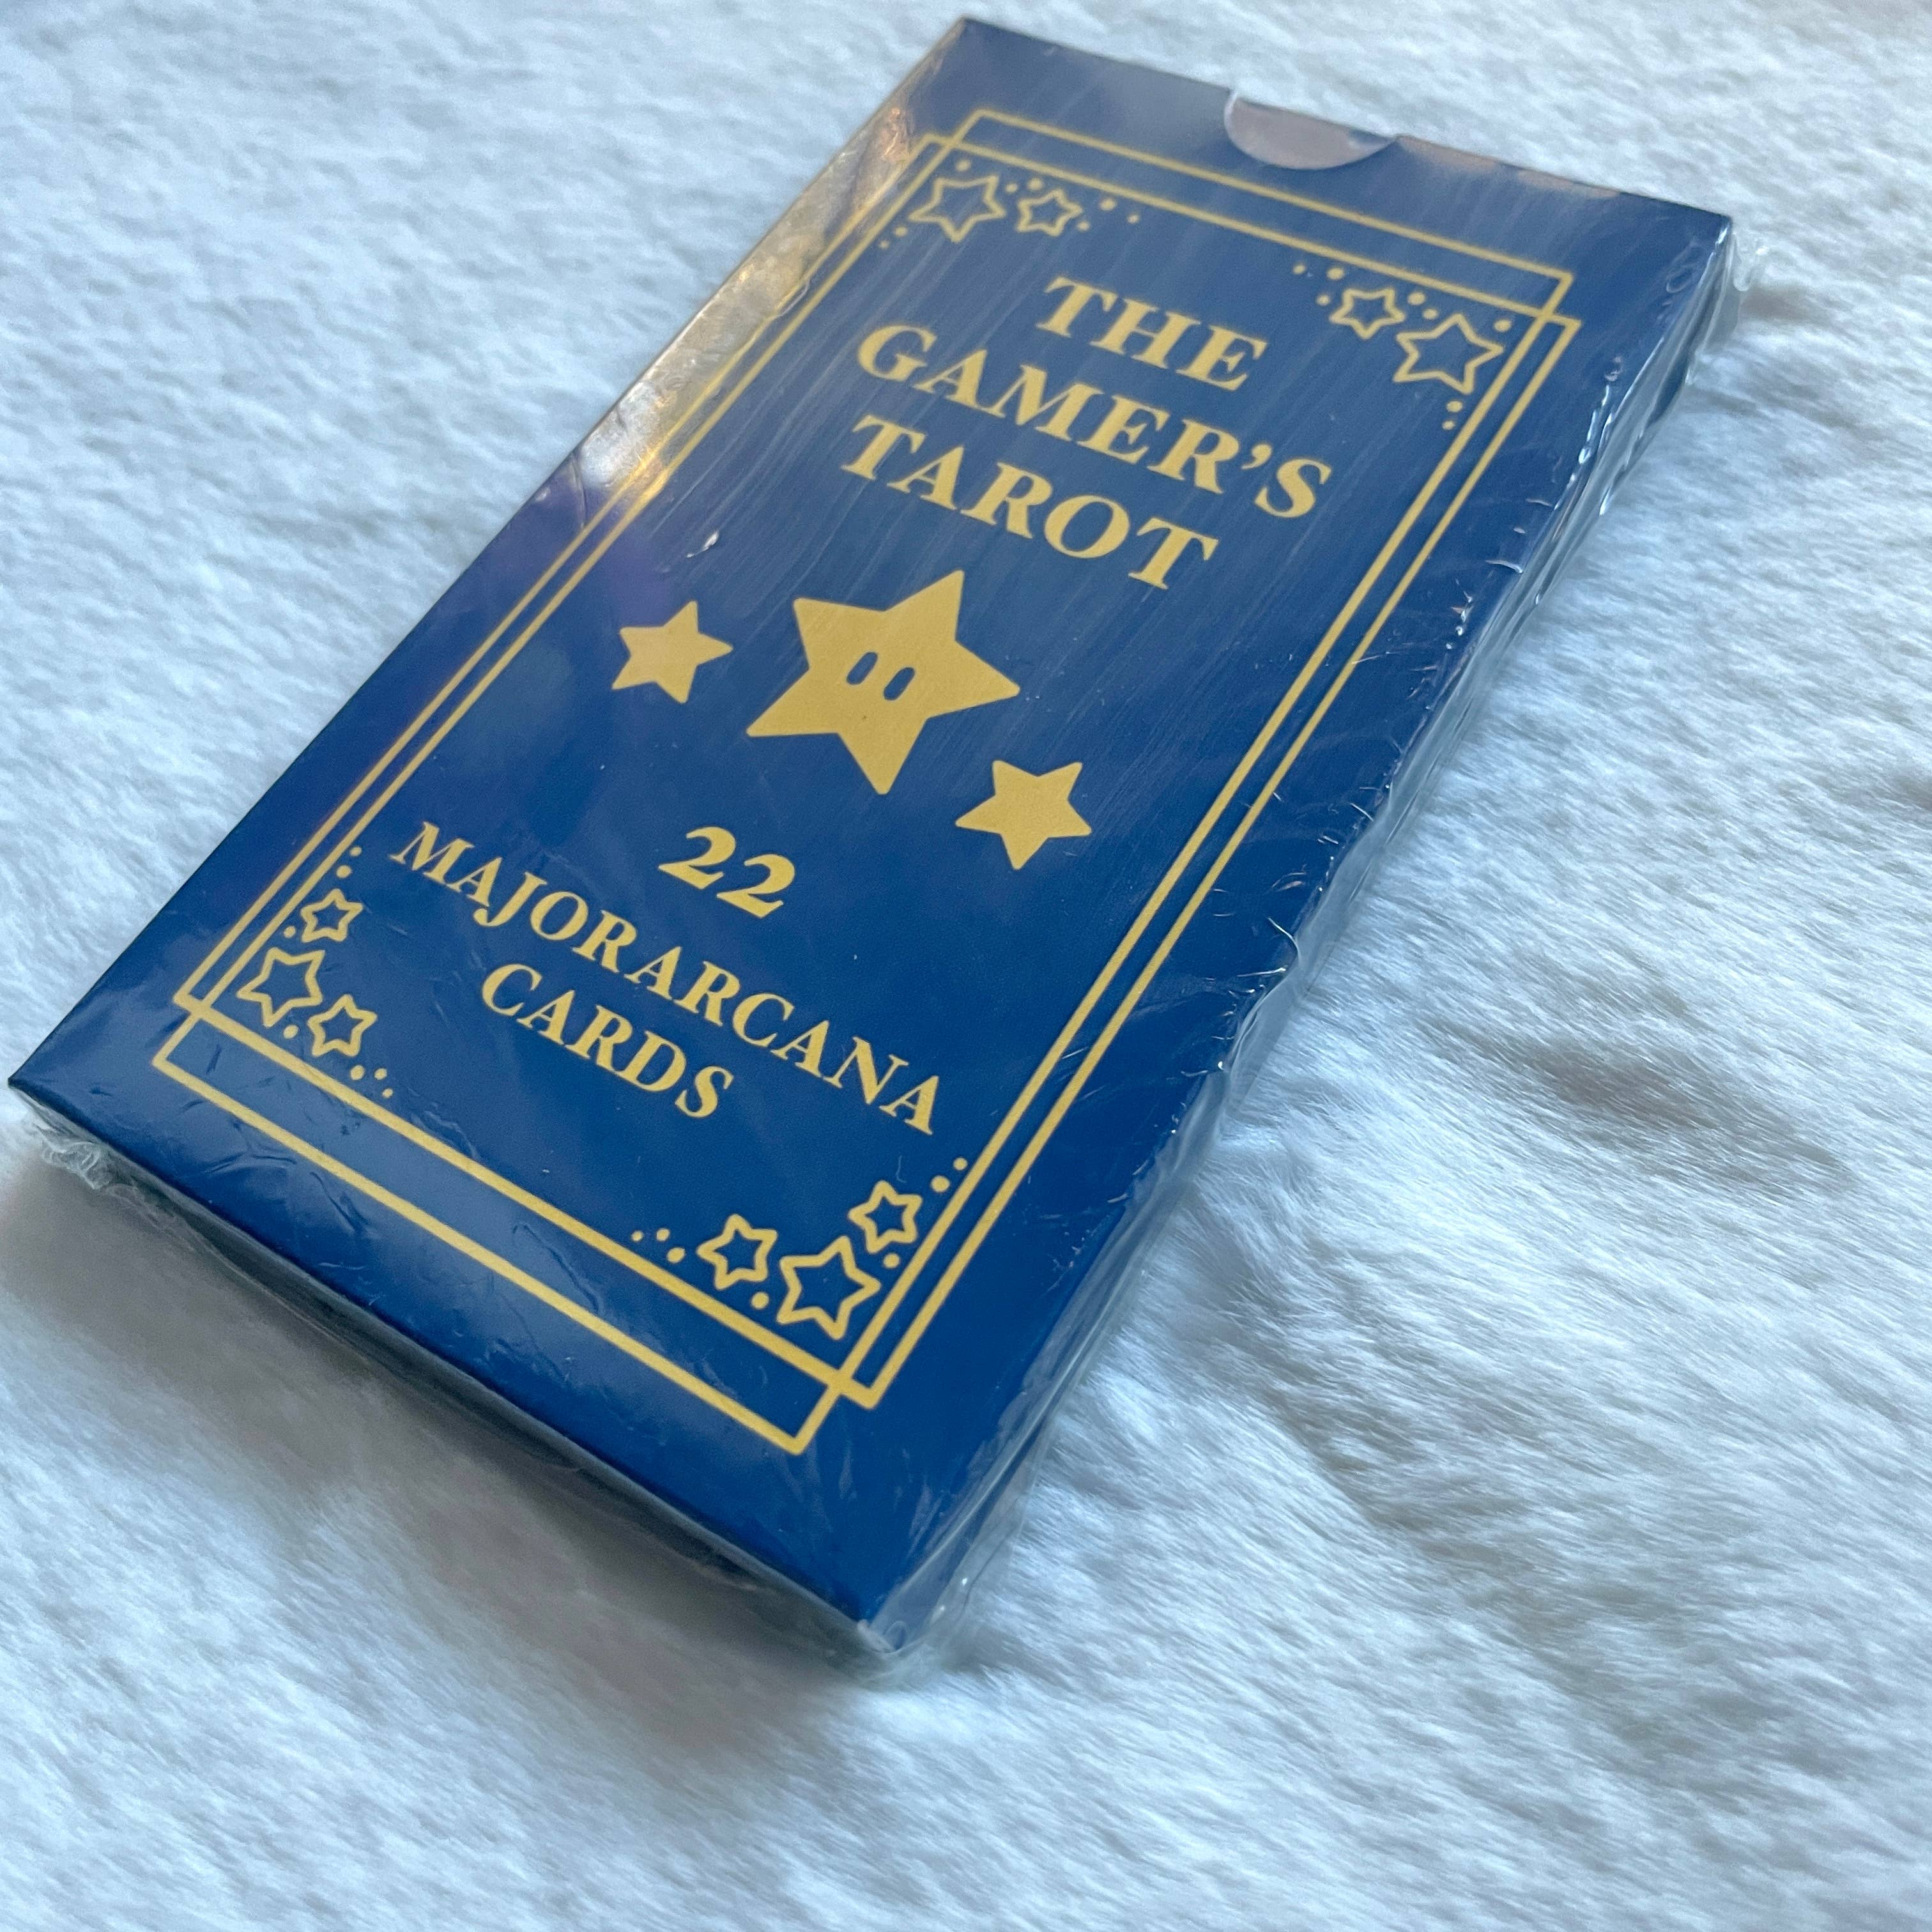 THE
GAMER'S
TAROT
22
MAJORARCANA
CARDS